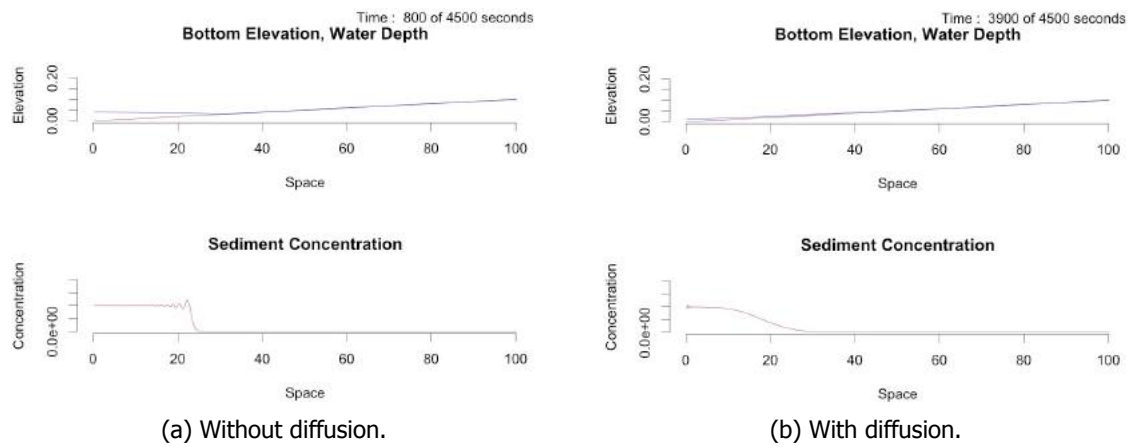 Time : 800 of 4500 seconds
Bottom Elevation, Water Depth
Elevation
0.00 0.20
0 20 40 60 80 100
Space
Sediment Concentration
Concentration
0.0e+00
0 20 40 60 80 100
Space
(a) Without diffusion.
Time : 3900 of 4500 seconds
Bottom Elevation, Water Depth
Elevation
0.00 0.20
0 20 40 60 80 100
Space
Sediment Concentration
Concentration
0.0e+00
0 20 40 60 80 100
Space
(b) With diffusion.